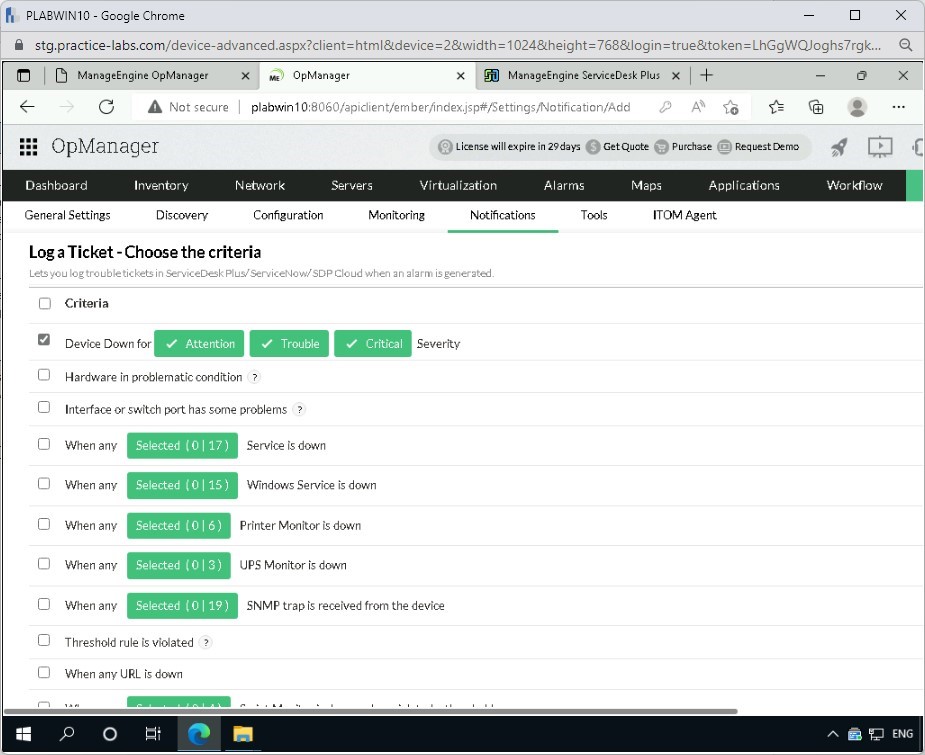 PLABWIN10 - Google Chrome
stg.practice-labs.com/device-advanced.aspx?client=html&device=2&width=1024&height=768&login=true&token=LhGgWQJoghs7rgk...
ManageEngine OpManager
OpManager
ManageEngine ServiceDesk Plus
Not secure | plabwin10:8060/apiclient/ember/index.jsp#/Settings/Notification/Add
OpManager
License will expire in 29 days Get Quote Purchase Request Demo
Dashboard Inventory Network Servers Virtualization Alarms Maps Applications Workflow
General Settings Discovery Configuration Monitoring Notifications Tools ITOM Agent
Log a Ticket - Choose the criteria
Lets you log trouble tickets in ServiceDesk Plus/ServiceNow/SDP Cloud when an alarm is generated.
Criteria
Device Down for Attention Trouble Critical Severity
Hardware in problematic condition ?
Interface or switch port has some problems ?
When any Selected ( 0 | 17 ) Service is down
When any Selected ( 0 | 15 ) Windows Service is down
When any Selected ( 0 | 6 ) Printer Monitor is down
When any Selected ( 0 | 3 ) UPS Monitor is down
When any Selected ( 0 | 19 ) SNMP trap is received from the device
Threshold rule is violated ?
When any URL is down
ENG